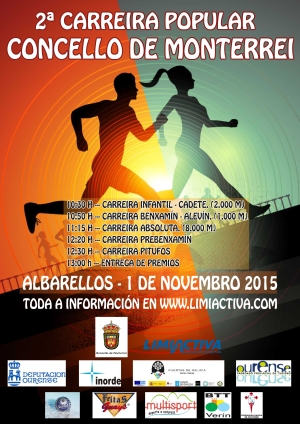 2ª CARREIRA POPULAR
CONCELLO DE MONTERREI
10:30 H – CARREIRA INFANTIL - CADETE. (2,000 M)
10:50 H – CARREIRA BENXAMÍN - ALEVÍN. (1,000 M)
11:15 H – CARREIRA ABSOLUTA. (8,000 M)
12:20 H – CARREIRA PREBENXAMÍN
12:30 H – CARREIRA PITUFOS
13:00 H – ENTREGA DE PREMIOS
ALBARELLOS - 1 DE NOVEMBRO 2015
TODA A INFORMACIÓN EN WWW.LIMIACTIVA.COM
LIMIACTIVA
DEPUTACIÓN
OURENSE
inorde
ourense
FRITAS
multisport
BTT
Verín